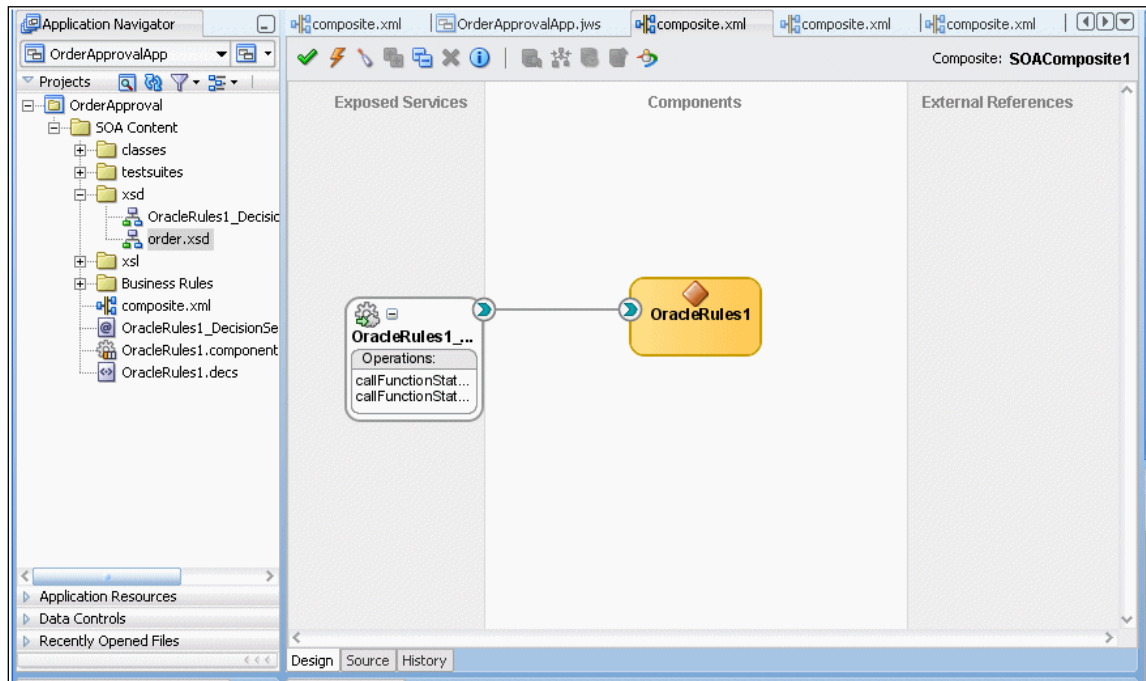 Application Navigator
composite.xml
OrderApprovalApp.jws
composite.xml
composite.xml
composite.xml
OrderApprovalApp
Composite: SOAComposite1
Projects
OrderApproval
SOA Content
classes
testsuites
xsd
OracleRules1_Decisic
order.xsd
xsl
Business Rules
composite.xml
OracleRules1_DecisionSe
OracleRules1.component
OracleRules1.decs
Application Resources
Data Controls
Recently Opened Files
Exposed Services
Components
External References
OracleRules1_...
Operations:
callFunctionStat...
callFunctionStat...
OracleRules1
Design Source History